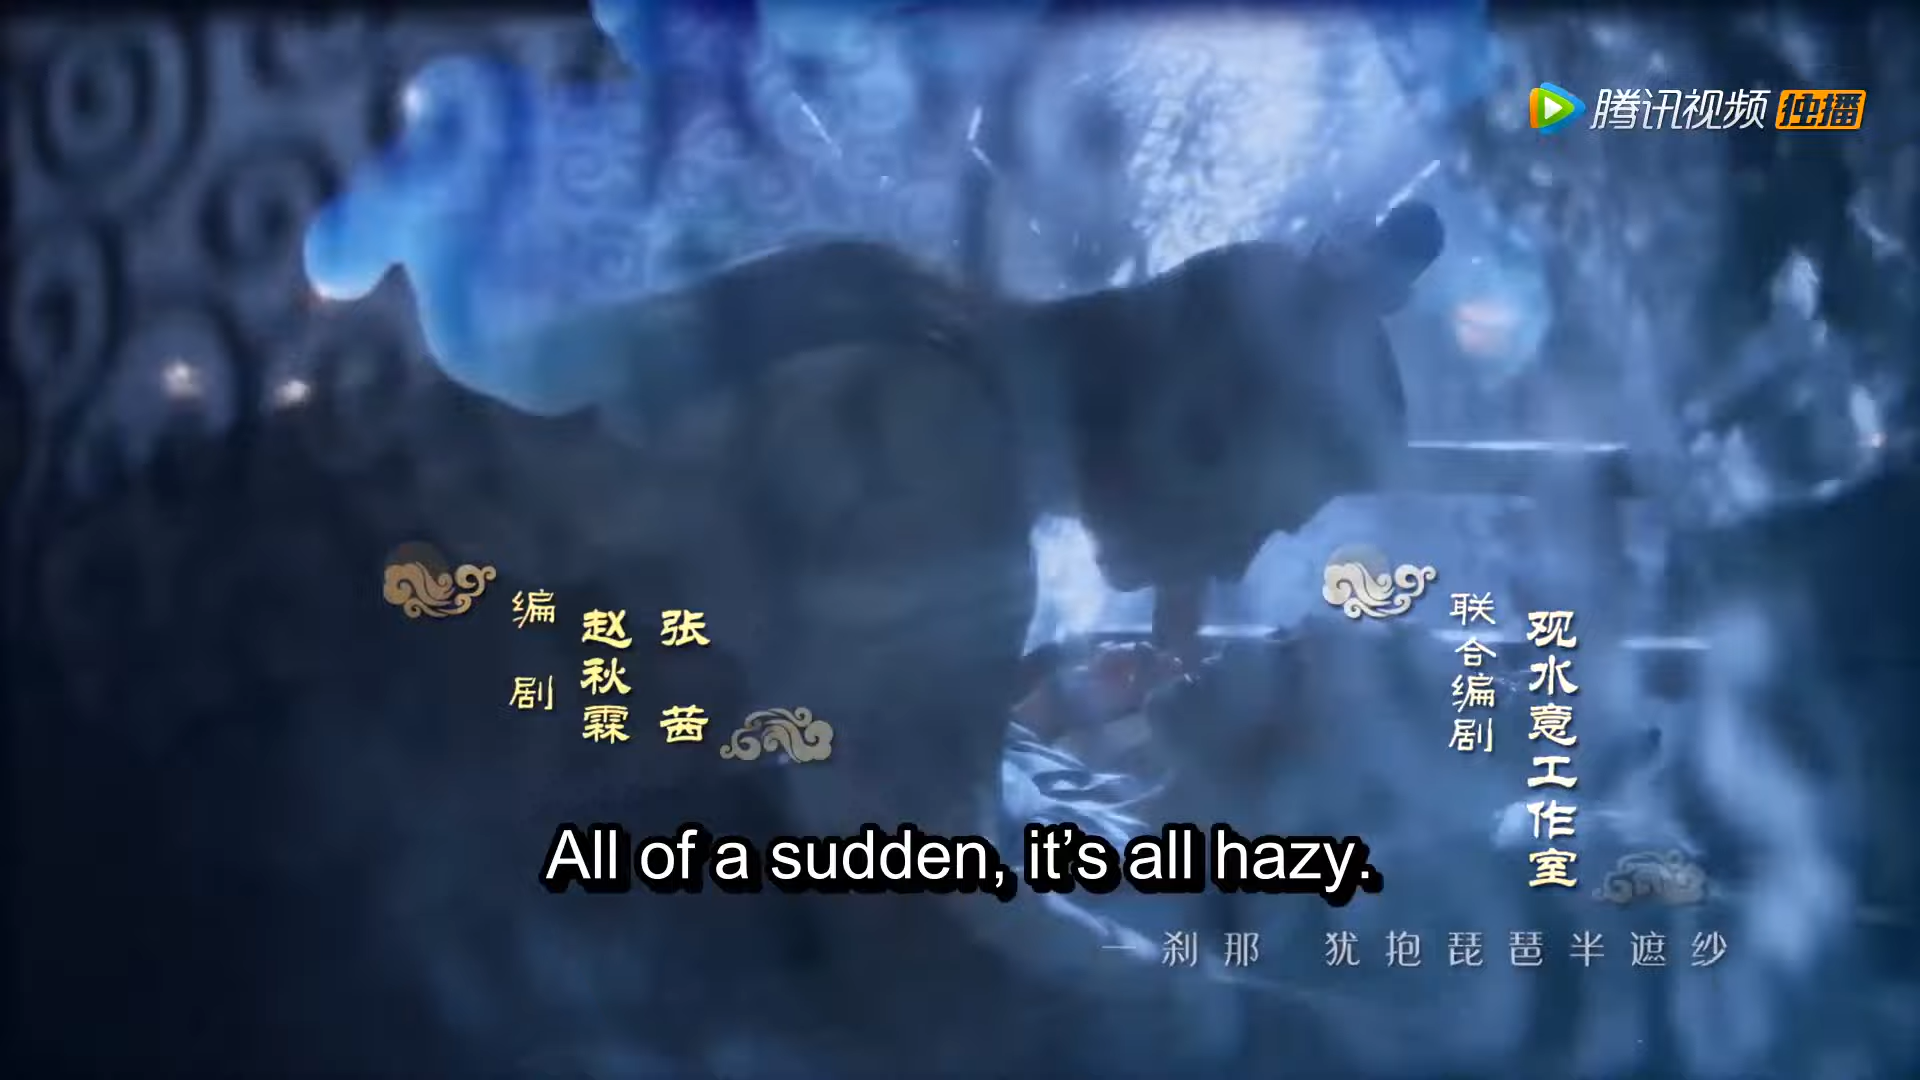 腾讯视频 独播
编剧
赵秋霖
张茜
联合编剧
观水意工作室
All of a sudden, it's all hazy.
一刹那 犹抱琵琶半遮纱